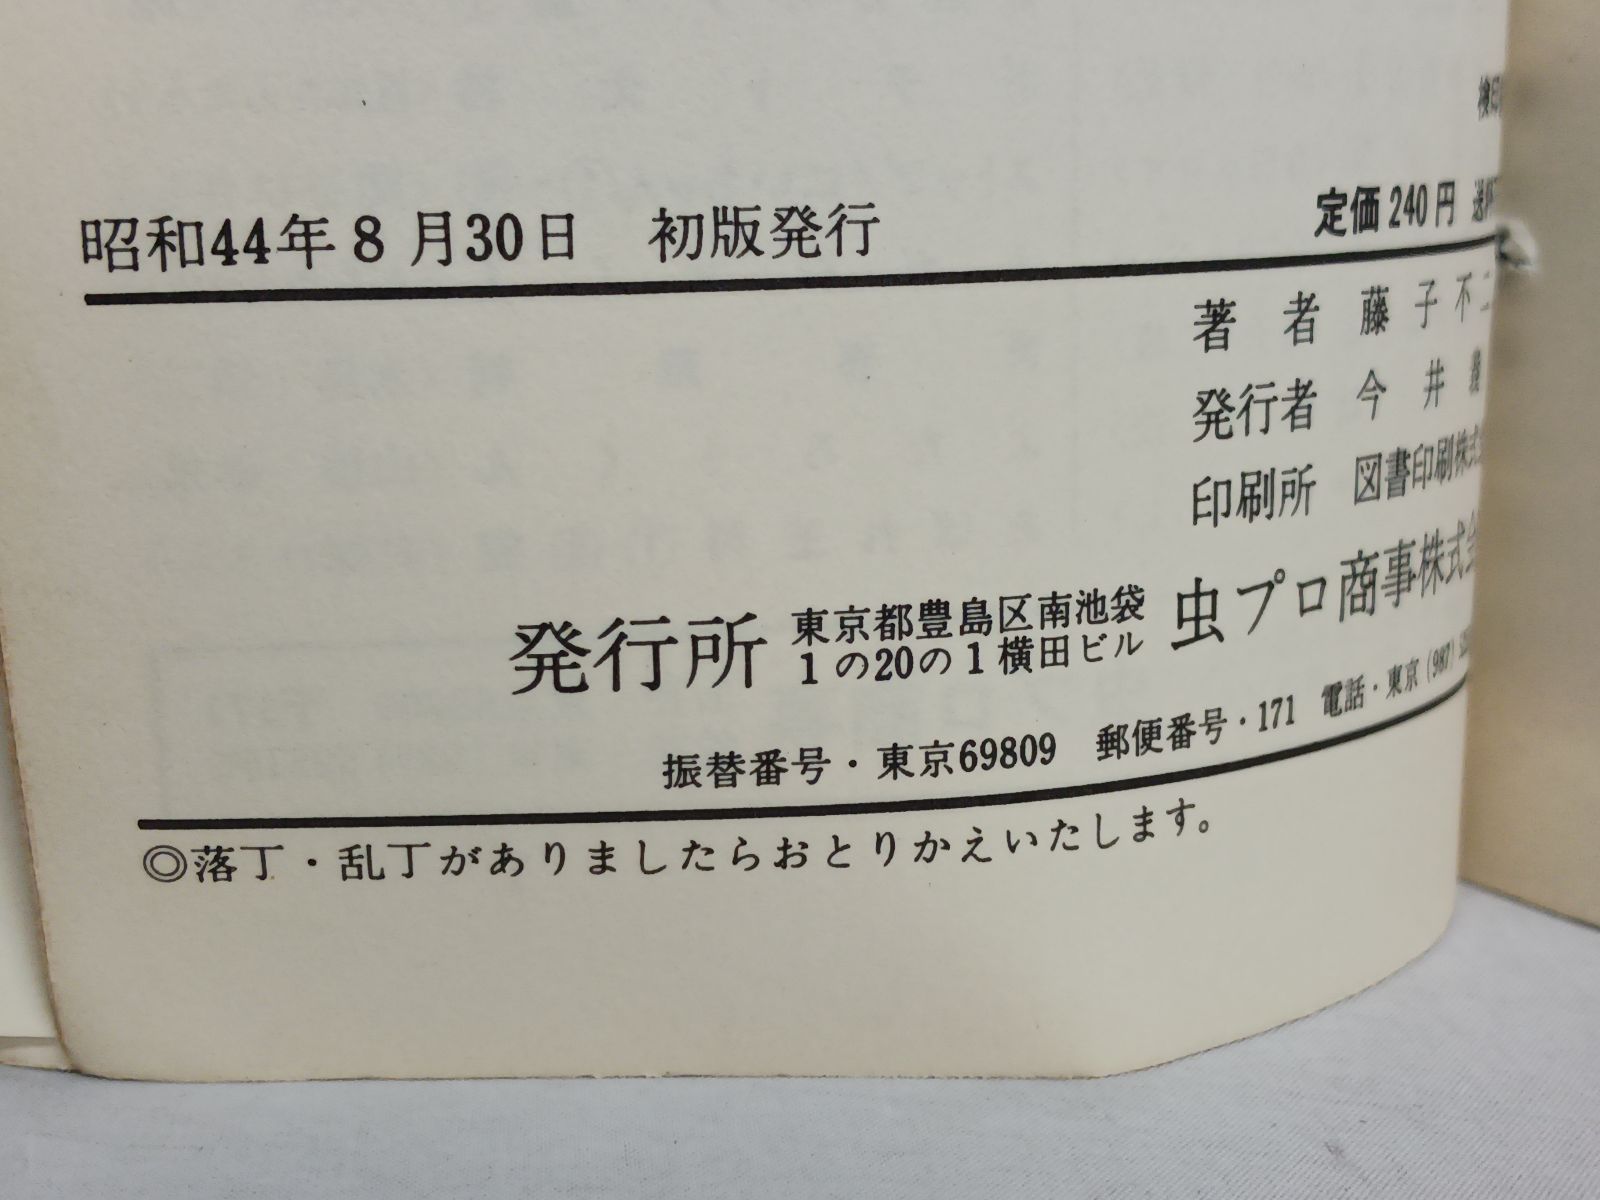 検印
昭和44年8月30日 初版発行 定価240円
著者 藤子不二
発行者 今井
印刷所 図書印刷株式
発行所 東京都豊島区南池袋 虫プロ商事株式会
1の20の1横田ビル
振替番号・東京69809 郵便番号・171 電話・東京(987)
◎落丁・乱丁がありましたらおとりかえいたします。